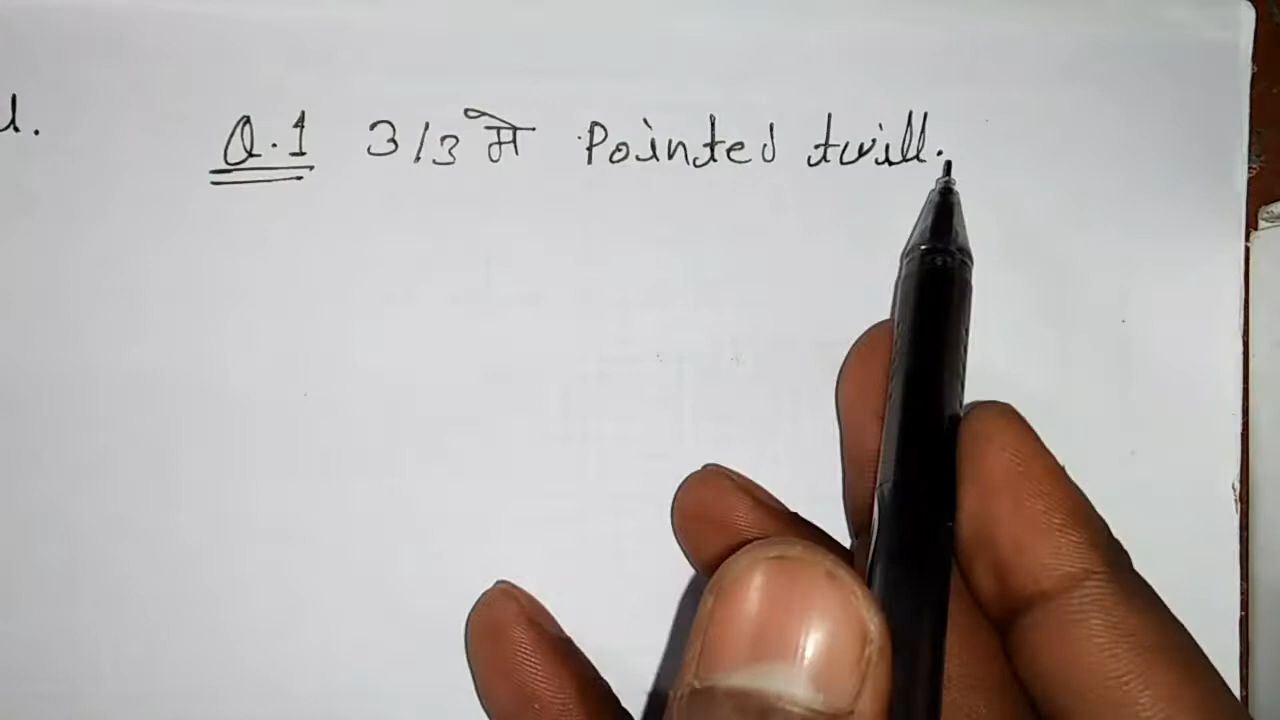 Q.1 3/3 मे Pointed twill.